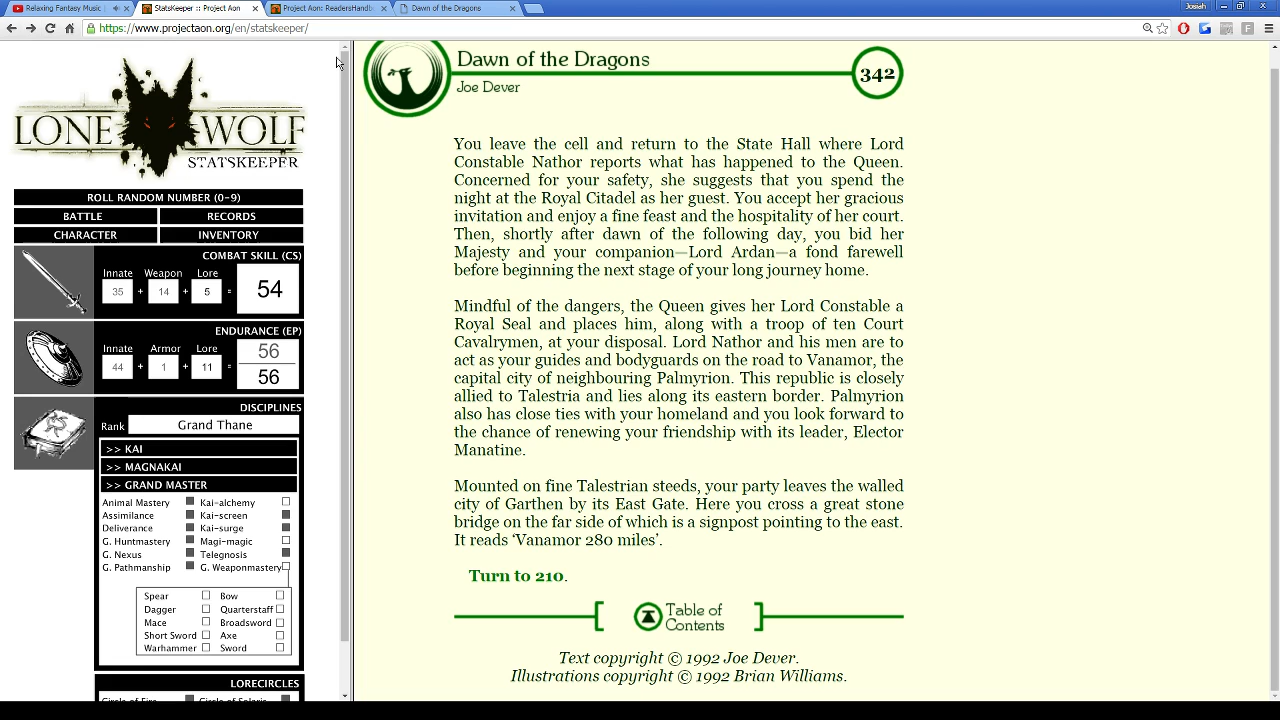 Relaxing Fantasy Music
StatsKeeper :: Project Aon
Project Aon: ReadersHandb
Dawn of the Dragons
Josiah
https://www.projectaon.org/en/statskeeper/
LONE WOLF
STATSKEEPER
ROLL RANDOM NUMBER (0-9)
BATTLE RECORDS
CHARACTER INVENTORY
COMBAT SKILL (CS)
Innate Weapon Lore
35 + 14 + 5 = 54
ENDURANCE (EP)
Innate Armor Lore
56
44 + 1 + 11 = 56
DISCIPLINES
Rank Grand Thane
>> KAI
>> MAGNAKAI
>> GRAND MASTER
Animal Mastery Kai-alchemy
Assimilance Kai-screen
Deliverance Kai-surge
G. Huntmastery Magi-magic
G. Nexus Telegnosis
G. Pathmanship G. Weaponmastery
Spear Bow
Dagger Quarterstaff
Mace Broadsword
Short Sword Axe
Warhammer Sword
LORECIRCLES
Circle of Fire Circle of Solaris
Dawn of the Dragons
Joe Dever
342
You leave the cell and return to the State Hall where Lord
Constable Nathor reports what has happened to the Queen.
Concerned for your safety, she suggests that you spend the
night at the Royal Citadel as her guest. You accept her gracious
invitation and enjoy a fine feast and the hospitality of her court.
Then, shortly after dawn of the following day, you bid her
Majesty and your companion—Lord Ardan—a fond farewell
before beginning the next stage of your long journey home.
Mindful of the dangers, the Queen gives her Lord Constable a
Royal Seal and places him, along with a troop of ten Court
Cavalrymen, at your disposal. Lord Nathor and his men are to
act as your guides and bodyguards on the road to Vanamor, the
capital city of neighbouring Palmyrion. This republic is closely
allied to Talestria and lies along its eastern border. Palmyrion
also has close ties with your homeland and you look forward to
the chance of renewing your friendship with its leader, Elector
Manatine.
Mounted on fine Talestrian steeds, your party leaves the walled
city of Garthen by its East Gate. Here you cross a great stone
bridge on the far side of which is a signpost pointing to the east.
It reads ‘Vanamor 280 miles’.
Turn to 210.
Table of
Contents
Text copyright © 1992 Joe Dever.
Illustrations copyright © 1992 Brian Williams.